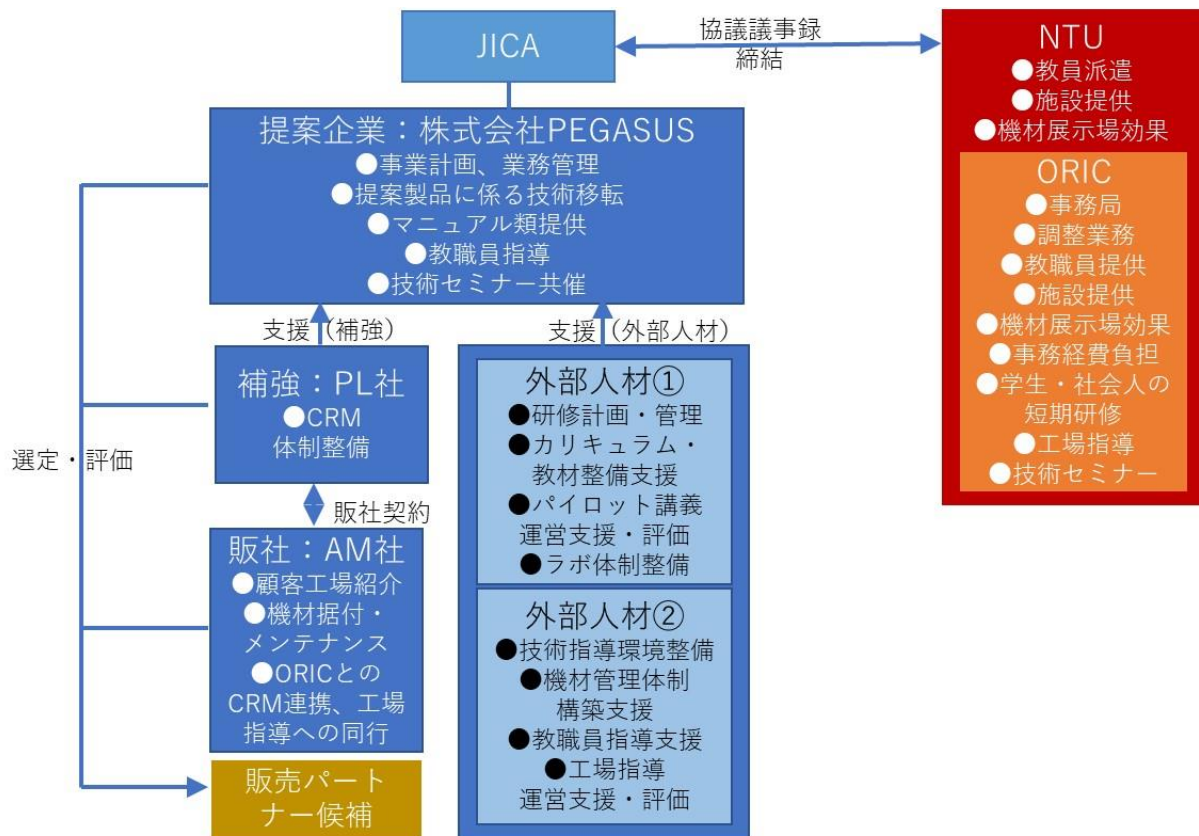 JICA
協議議事録
締結
提案企業：株式会社PEGASUS
●事業計画、業務管理
●提案製品に係る技術移転
●マニュアル類提供
●教職員指導
●技術セミナー共催
支援（補強）
支援（外部人材）
補強：PL社
●CRM
体制整備
選定・評価
販社契約
販社：AM社
●顧客工場紹介
●機材据付・
メンテナンス
●ORICとの
CRM連携、工場
指導への同行
販売パート
ナー候補
外部人材①
●研修計画・管理
●カリキュラム・
教材整備支援
●パイロット講義
運営支援・評価
●ラボ体制整備
外部人材②
●技術指導環境整備
●機材管理体制
構築支援
●教職員指導支援
●工場指導
運営支援・評価
NTU
●教員派遣
●施設提供
●機材展示場効果
ORIC
●事務局
●調整業務
●教職員提供
●施設提供
●機材展示場効果
●事務経費負担
●学生・社会人の
短期研修
●工場指導
●技術セミナー